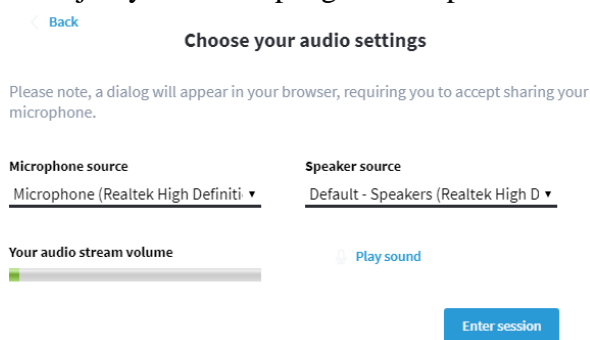 Back
Choose your audio settings
Please note, a dialog will appear in your browser, requiring you to accept sharing your
microphone.
Microphone source
Speaker source
Microphone (Realtek High Definiti
Default - Speakers (Realtek High D
Your audio stream volume
Play sound
Enter session